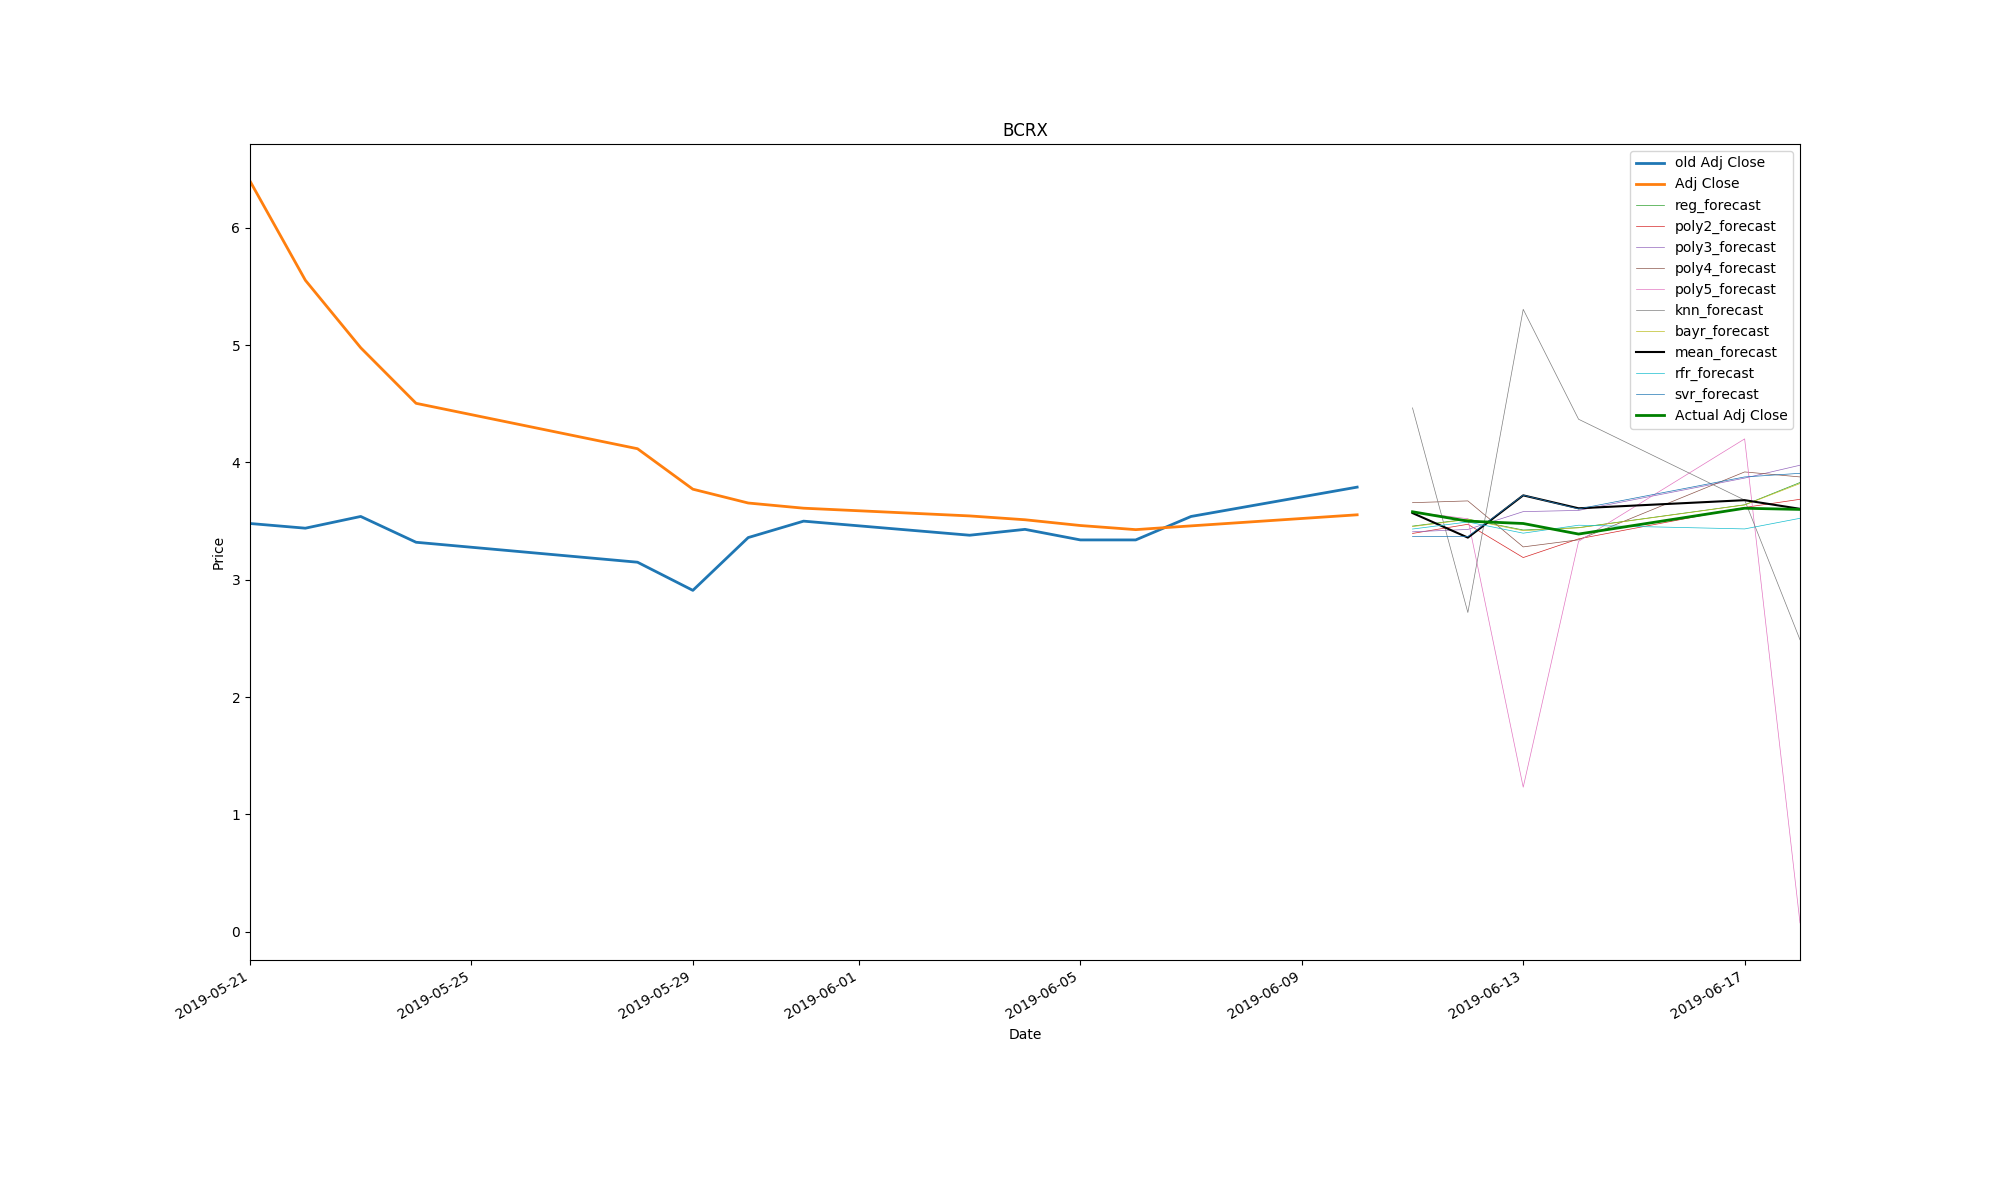 BCRX
old Adj Close
Adj Close
reg_forecast
poly2_forecast
poly3_forecast
poly4_forecast
poly5_forecast
knn_forecast
bayr_forecast
mean_forecast
rfr_forecast
svr_forecast
Actual Adj Close
6
5
4
3
2
1
0
Price
2019-05-21
2019-05-25
2019-05-29
2019-06-01
2019-06-05
2019-06-09
2019-06-13
2019-06-17
Date